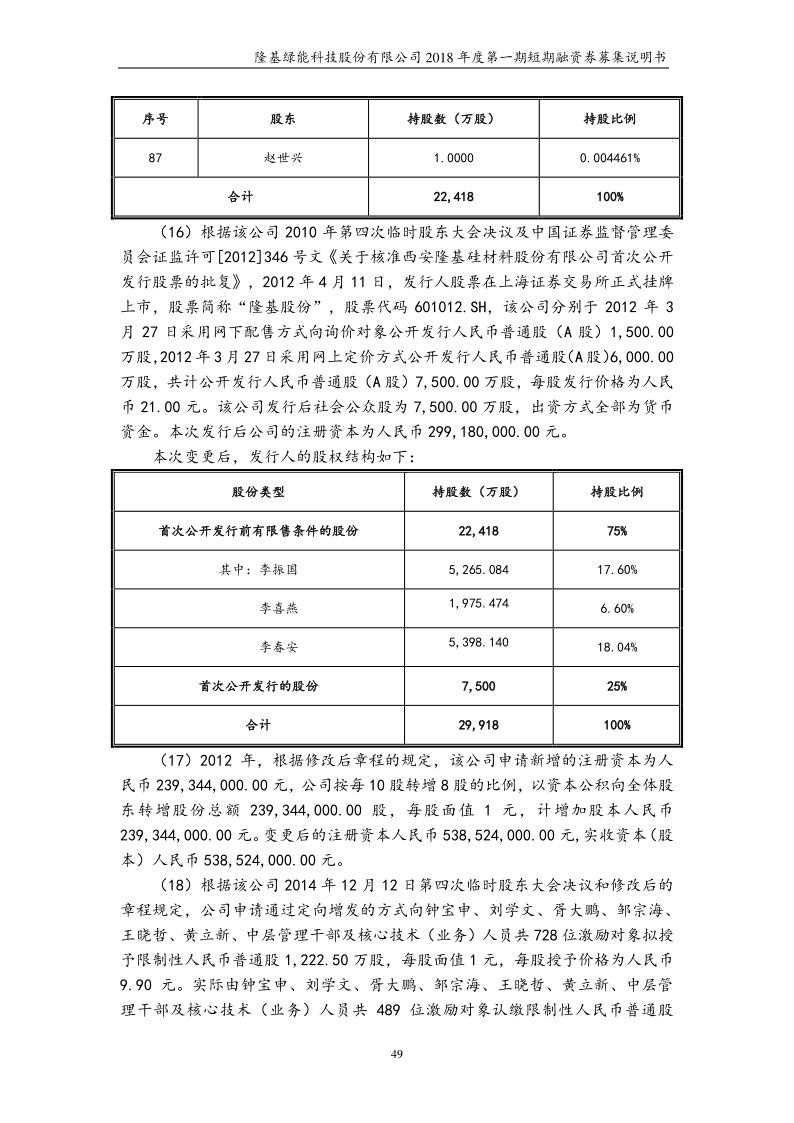 隆基绿能科技股份有限公司 2018 年度第一期短期融资券募集说明书
序号 股东 持股数（万股） 持股比例
87 赵世兴 1.0000 0.004461%
合计 22,418 100%
（16）根据该公司 2010 年第四次临时股东大会决议及中国证券监督管理委
员会证监许可[2012]346 号文《关于核准西安隆基硅材料股份有限公司首次公开
发行股票的批复》，2012 年 4 月 11 日，发行人股票在上海证券交易所正式挂牌
上市，股票简称“隆基股份”，股票代码 601012.SH，该公司分别于 2012 年 3
月 27 日采用网下配售方式向询价对象公开发行人民币普通股（A 股）1,500.00
万股,2012 年 3 月 27 日采用网上定价方式公开发行人民币普通股(A 股)6,000.00
万股，共计公开发行人民币普通股（A 股）7,500.00 万股，每股发行价格为人民
币 21.00 元。该公司发行后社会公众股为 7,500.00 万股，出资方式全部为货币
资金。本次发行后公司的注册资本为人民币 299,180,000.00 元。
本次变更后，发行人的股权结构如下：
股份类型 持股数（万股） 持股比例
首次公开发行前有限售条件的股份 22,418 75%
其中：李振国 5,265.084 17.60%
李喜燕 1,975.474 6.60%
李春安 5,398.140 18.04%
首次公开发行的股份 7,500 25%
合计 29,918 100%
（17）2012 年，根据修改后章程的规定，该公司申请新增的注册资本为人
民币 239,344,000.00 元，公司按每 10 股转增 8 股的比例，以资本公积向全体股
东转增股份总额 239,344,000.00 股，每股面值 1 元，计增加股本人民币
239,344,000.00 元。变更后的注册资本人民币 538,524,000.00 元,实收资本（股
本）人民币 538,524,000.00 元。
（18）根据该公司 2014 年 12 月 12 日第四次临时股东大会决议和修改后的
章程规定，公司申请通过定向增发的方式向钟宝申、刘学文、胥大鹏、邹宗海、
王晓哲、黄立新、中层管理干部及核心技术（业务）人员共 728 位激励对象拟授
予限制性人民币普通股 1,222.50 万股，每股面值 1 元，每股授予价格为人民币
9.90 元。实际由钟宝申、刘学文、胥大鹏、邹宗海、王晓哲、黄立新、中层管
理干部及核心技术（业务）人员共 489 位激励对象认缴限制性人民币普通股
49